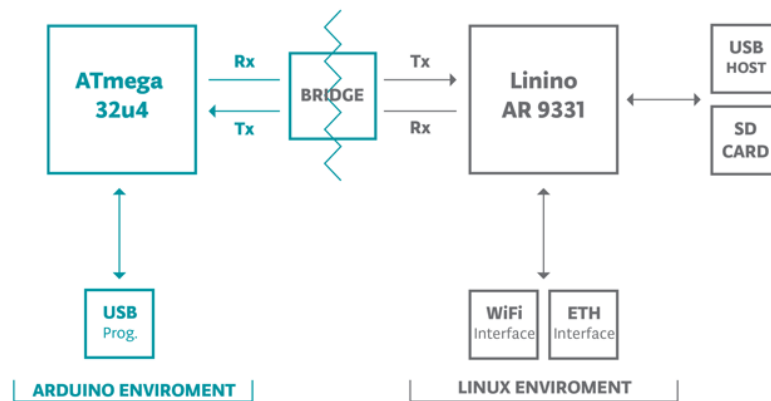 ATmega
32u4
Rx
Tx
BRIDGE
Tx
Rx
Linino
AR 9331
USB
HOST
SD
CARD
USB
Prog.
WiFi
Interface
ETH
Interface
ARDUINO ENVIROMENT
LINUX ENVIROMENT